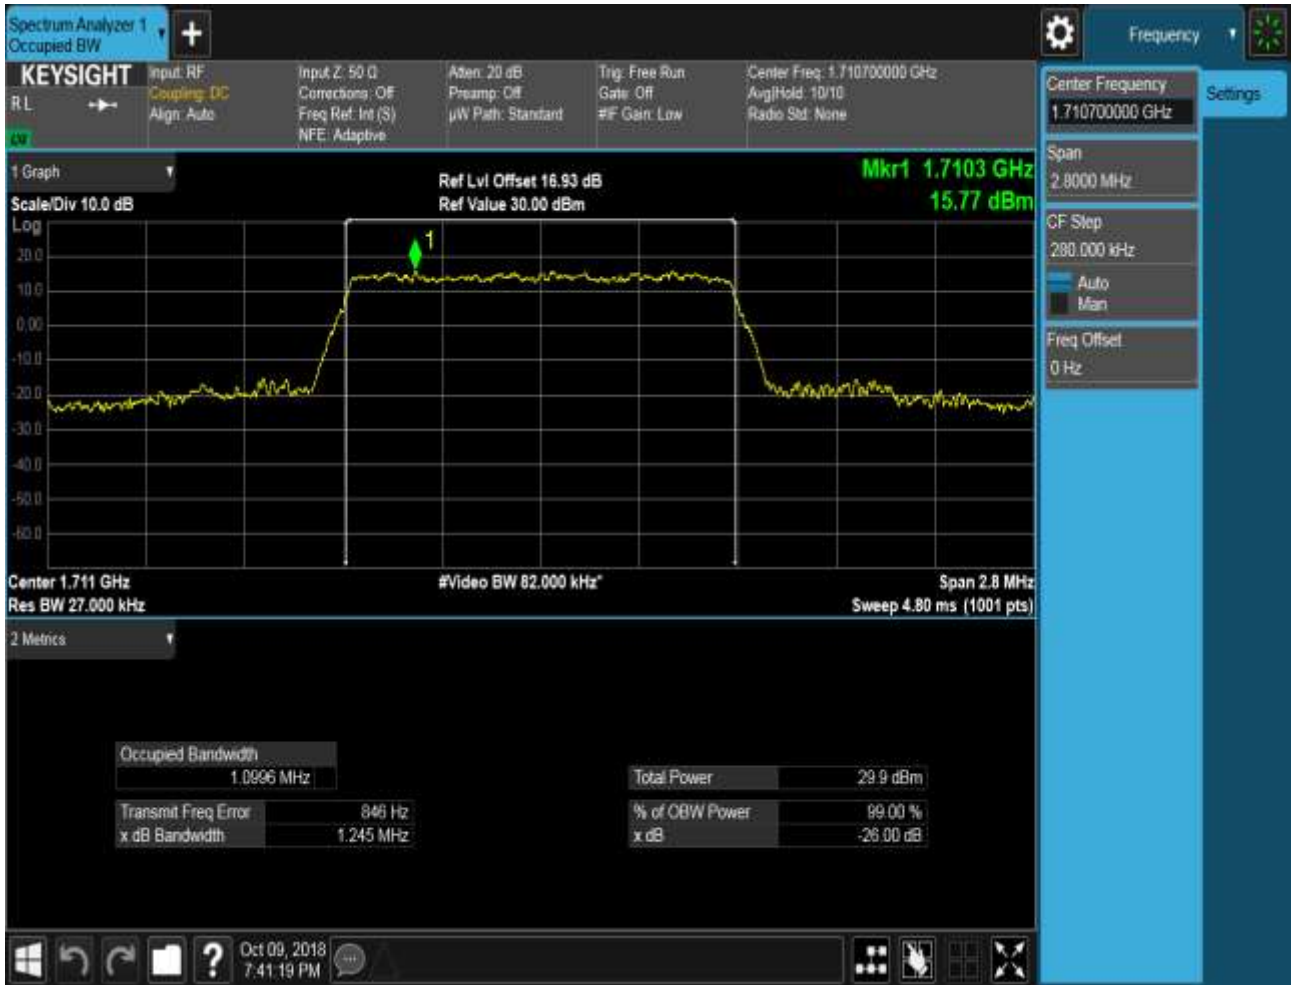 Spectrum Analyzer 1
Occupied BW
Frequency
KEYSIGHT
RL
Input: RF
Coupling: DC
Align: Auto
Input Z: 50 Ω
Corrections: Off
Freq Ref: Int (S)
NFE: Adaptive
Atten: 20 dB
Preamp: Off
µW Path: Standard
Trig: Free Run
Gate: Off
#IF Gain: Low
Center Freq: 1.710700000 GHz
Avg|Hold: 10/10
Radio Std: None
Center Frequency
1.710700000 GHz
Settings
Span
2.8000 MHz
CF Step
280.000 kHz
Auto
Man
Freq Offset
0 Hz
1 Graph
Scale/Div 10.0 dB
Ref Lvl Offset 16.93 dB
Ref Value 30.00 dBm
Mkr1 1.7103 GHz
15.77 dBm
Log
1
20.0
10.0
0.00
-10.0
-20.0
-30.0
-40.0
-50.0
-60.0
Center 1.711 GHz
#Video BW 82.000 kHz*
Span 2.8 MHz
Res BW 27.000 kHz
Sweep 4.80 ms (1001 pts)
2 Metrics
Occupied Bandwidth
1.0996 MHz
Total Power 29.9 dBm
Transmit Freq Error 846 Hz
% of OBW Power 99.00 %
x dB Bandwidth 1.245 MHz
x dB -26.00 dB
?
Oct 09, 2018
7:41:19 PM